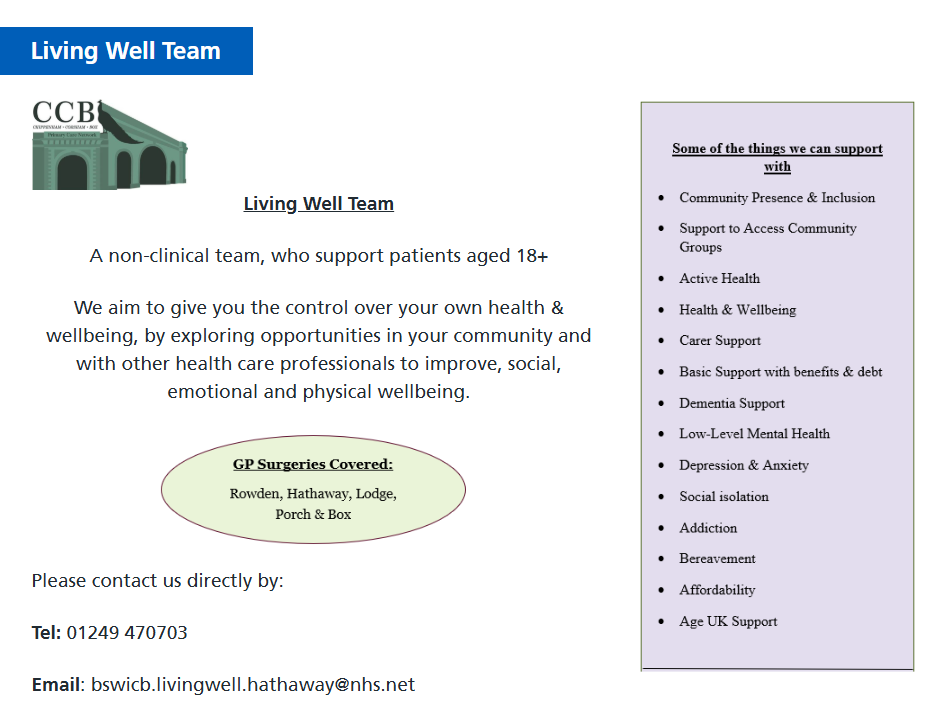 Living Well Team
CCB
CHIPPENHAM • CORSHAM • BOX
Primary Care Network
Living Well Team
A non-clinical team, who support patients aged 18+
We aim to give you the control over your own health &
wellbeing, by exploring opportunities in your community and
with other health care professionals to improve, social,
emotional and physical wellbeing.
GP Surgeries Covered:
Rowden, Hathaway, Lodge,
Porch & Box
Please contact us directly by:
Tel: 01249 470703
Email: bswicb.livingwell.hathaway@nhs.net
Some of the things we can support
with
• Community Presence & Inclusion
• Support to Access Community
Groups
• Active Health
• Health & Wellbeing
• Carer Support
• Basic Support with benefits & debt
• Dementia Support
• Low-Level Mental Health
• Depression & Anxiety
• Social isolation
• Addiction
• Bereavement
• Affordability
• Age UK Support